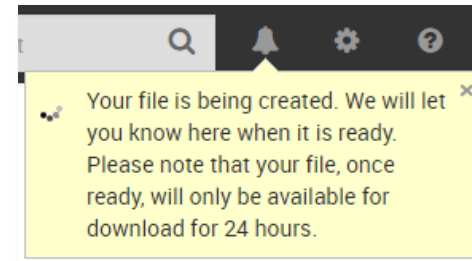 t
Your file is being created. We will let
you know here when it is ready.
Please note that your file, once
ready, will only be available for
download for 24 hours.